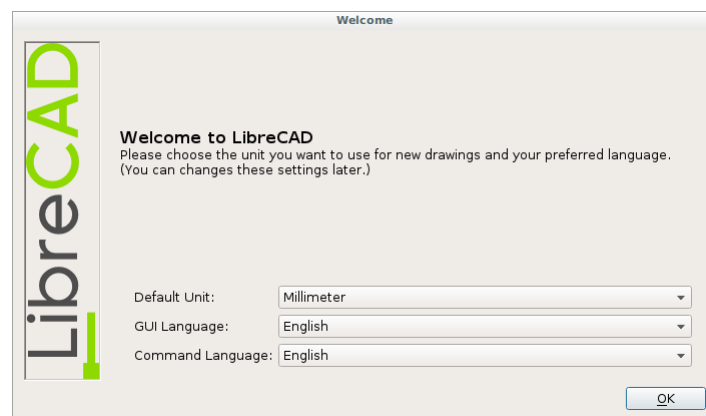 Welcome
LibreCAD
Welcome to LibreCAD
Please choose the unit you want to use for new drawings and your preferred language.
(You can changes these settings later.)
Default Unit: Millimeter
GUI Language: English
Command Language: English
OK